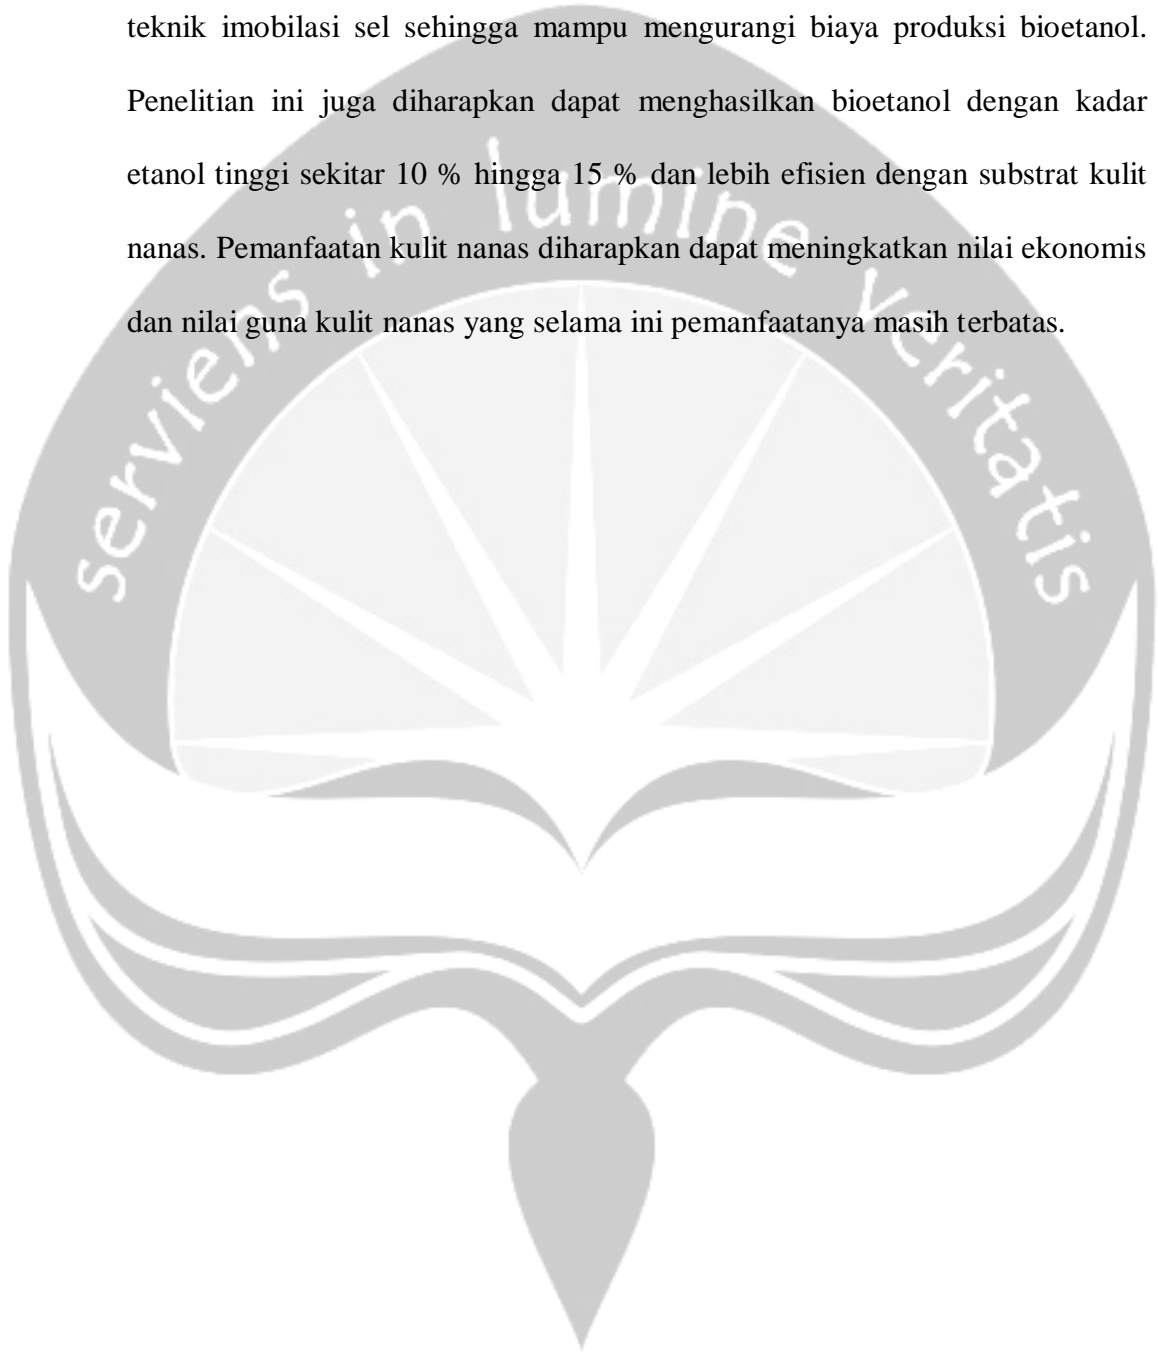 teknik imobilasi sel sehingga mampu mengurangi biaya produksi bioetanol.
Penelitian ini juga diharapkan dapat menghasilkan bioetanol dengan kadar
etanol tinggi sekitar 10 % hingga 15 % dan lebih efisien dengan substrat kulit
nanas. Pemanfaatan kulit nanas diharapkan dapat meningkatkan nilai ekonomis
dan nilai guna kulit nanas yang selama ini pemanfaatanya masih terbatas.
serviens in lumine veritatis